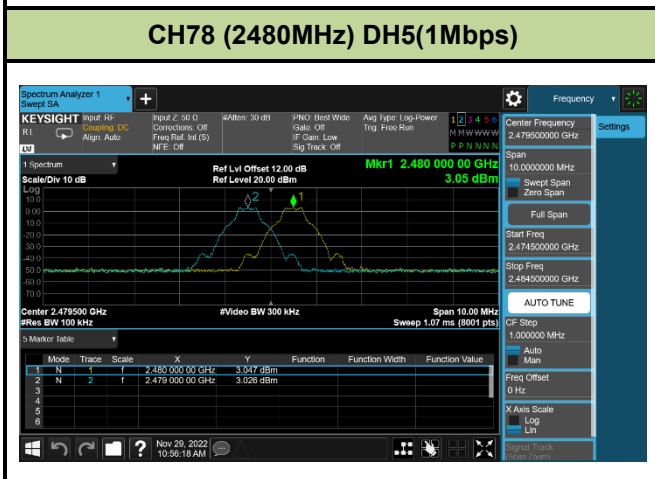 CH78 (2480MHz) DH5(1Mbps)
Spectrum Analyzer 1
Swept SA
+
Frequency
KEYSIGHT
RL
Input: RF
Coupling: DC
Align: Auto
Input Z: 50 Ω
Corrections: Off
Freq Ref: Int (S)
NFE: Off
#Atten: 30 dB
PNO: Best Wide
Gate: Off
IF Gain: Low
Sig Track: Off
Avg Type: Log-Power
Trig: Free Run
1 2 3 4 5 6
M M W W W W
P P N N N N
1 Spectrum
Scale/Div 10 dB
Ref Lvl Offset 12.00 dB
Ref Level 20.00 dBm
Mkr1 2.480 000 00 GHz
3.05 dBm
Log
10.0
0.00
-10.0
-20.0
-30.0
-40.0
-50.0
-60.0
-70.0
2
1
Center 2.479500 GHz
#Res BW 100 kHz
#Video BW 300 kHz
Span 10.00 MHz
Sweep 1.07 ms (8001 pts)
5 Marker Table
Mode Trace Scale X Y Function Function Width Function Value
1 N 1 f 2.480 000 00 GHz 3.047 dBm
2 N 2 f 2.479 000 00 GHz 3.026 dBm
3
4
5
6
Nov 29, 2022
10:56:18 AM
?
Center Frequency
2.479500000 GHz
Settings
Span
10.0000000 MHz
Swept Span
Zero Span
Full Span
Start Freq
2.474500000 GHz
Stop Freq
2.484500000 GHz
AUTO TUNE
CF Step
1.000000 MHz
Auto
Man
Freq Offset
0 Hz
X Axis Scale
Log
Lin
Signal Track
(Span Zoom)